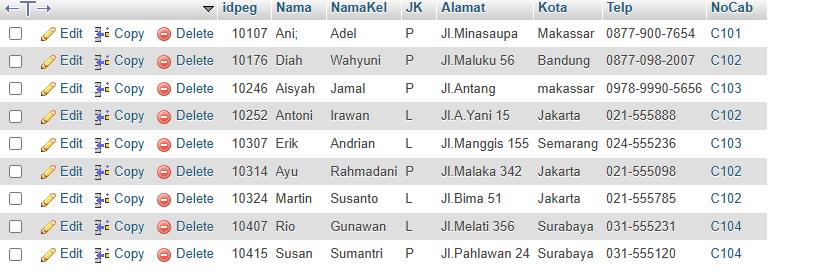 idpeg Nama NamaKel JK Alamat Kota Telp NoCab
Edit Copy Delete 10107 Ani; Adel P Jl.Minasaupa Makassar 0877-900-7654 C101
Edit Copy Delete 10176 Diah Wahyuni P Jl.Maluku 56 Bandung 0877-098-2007 C102
Edit Copy Delete 10246 Aisyah Jamal P Jl.Antang makassar 0978-9990-5656 C103
Edit Copy Delete 10252 Antoni Irawan L Jl.A.Yani 15 Jakarta 021-555888 C102
Edit Copy Delete 10307 Erik Andrian L Jl.Manggis 155 Semarang 024-555236 C103
Edit Copy Delete 10314 Ayu Rahmadani P Jl.Malaka 342 Jakarta 021-555098 C102
Edit Copy Delete 10324 Martin Susanto L Jl.Bima 51 Jakarta 021-555785 C102
Edit Copy Delete 10407 Rio Gunawan L Jl.Melati 356 Surabaya 031-555231 C104
Edit Copy Delete 10415 Susan Sumantri P Jl.Pahlawan 24 Surabaya 031-555120 C104